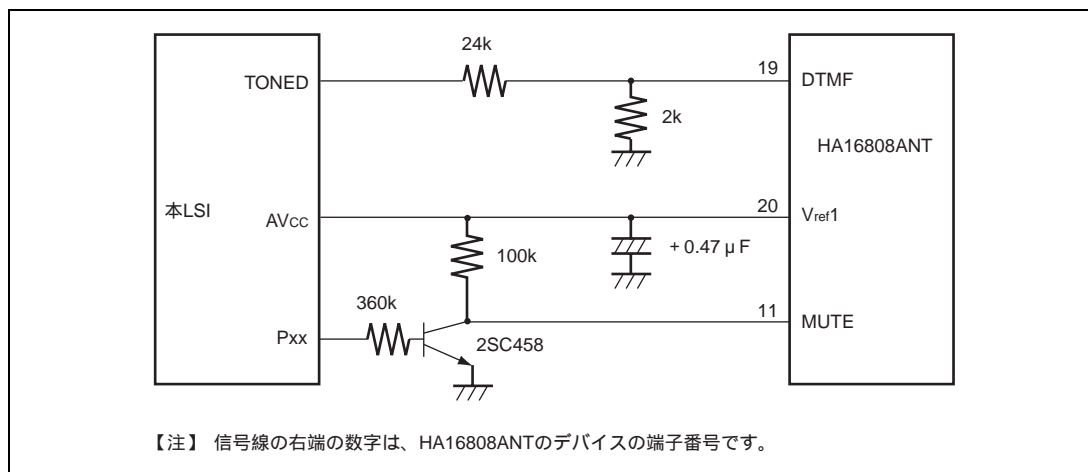 24k
TONED
19
DTMF
2k
HA16808ANT
本LSI
AVCC
20
Vref1
100k
+ 0.47 μ F
360k
11
MUTE
Pxx
2SC458
【注】 信号線の右端の数字は、HA16808ANTのデバイスの端子番号です。